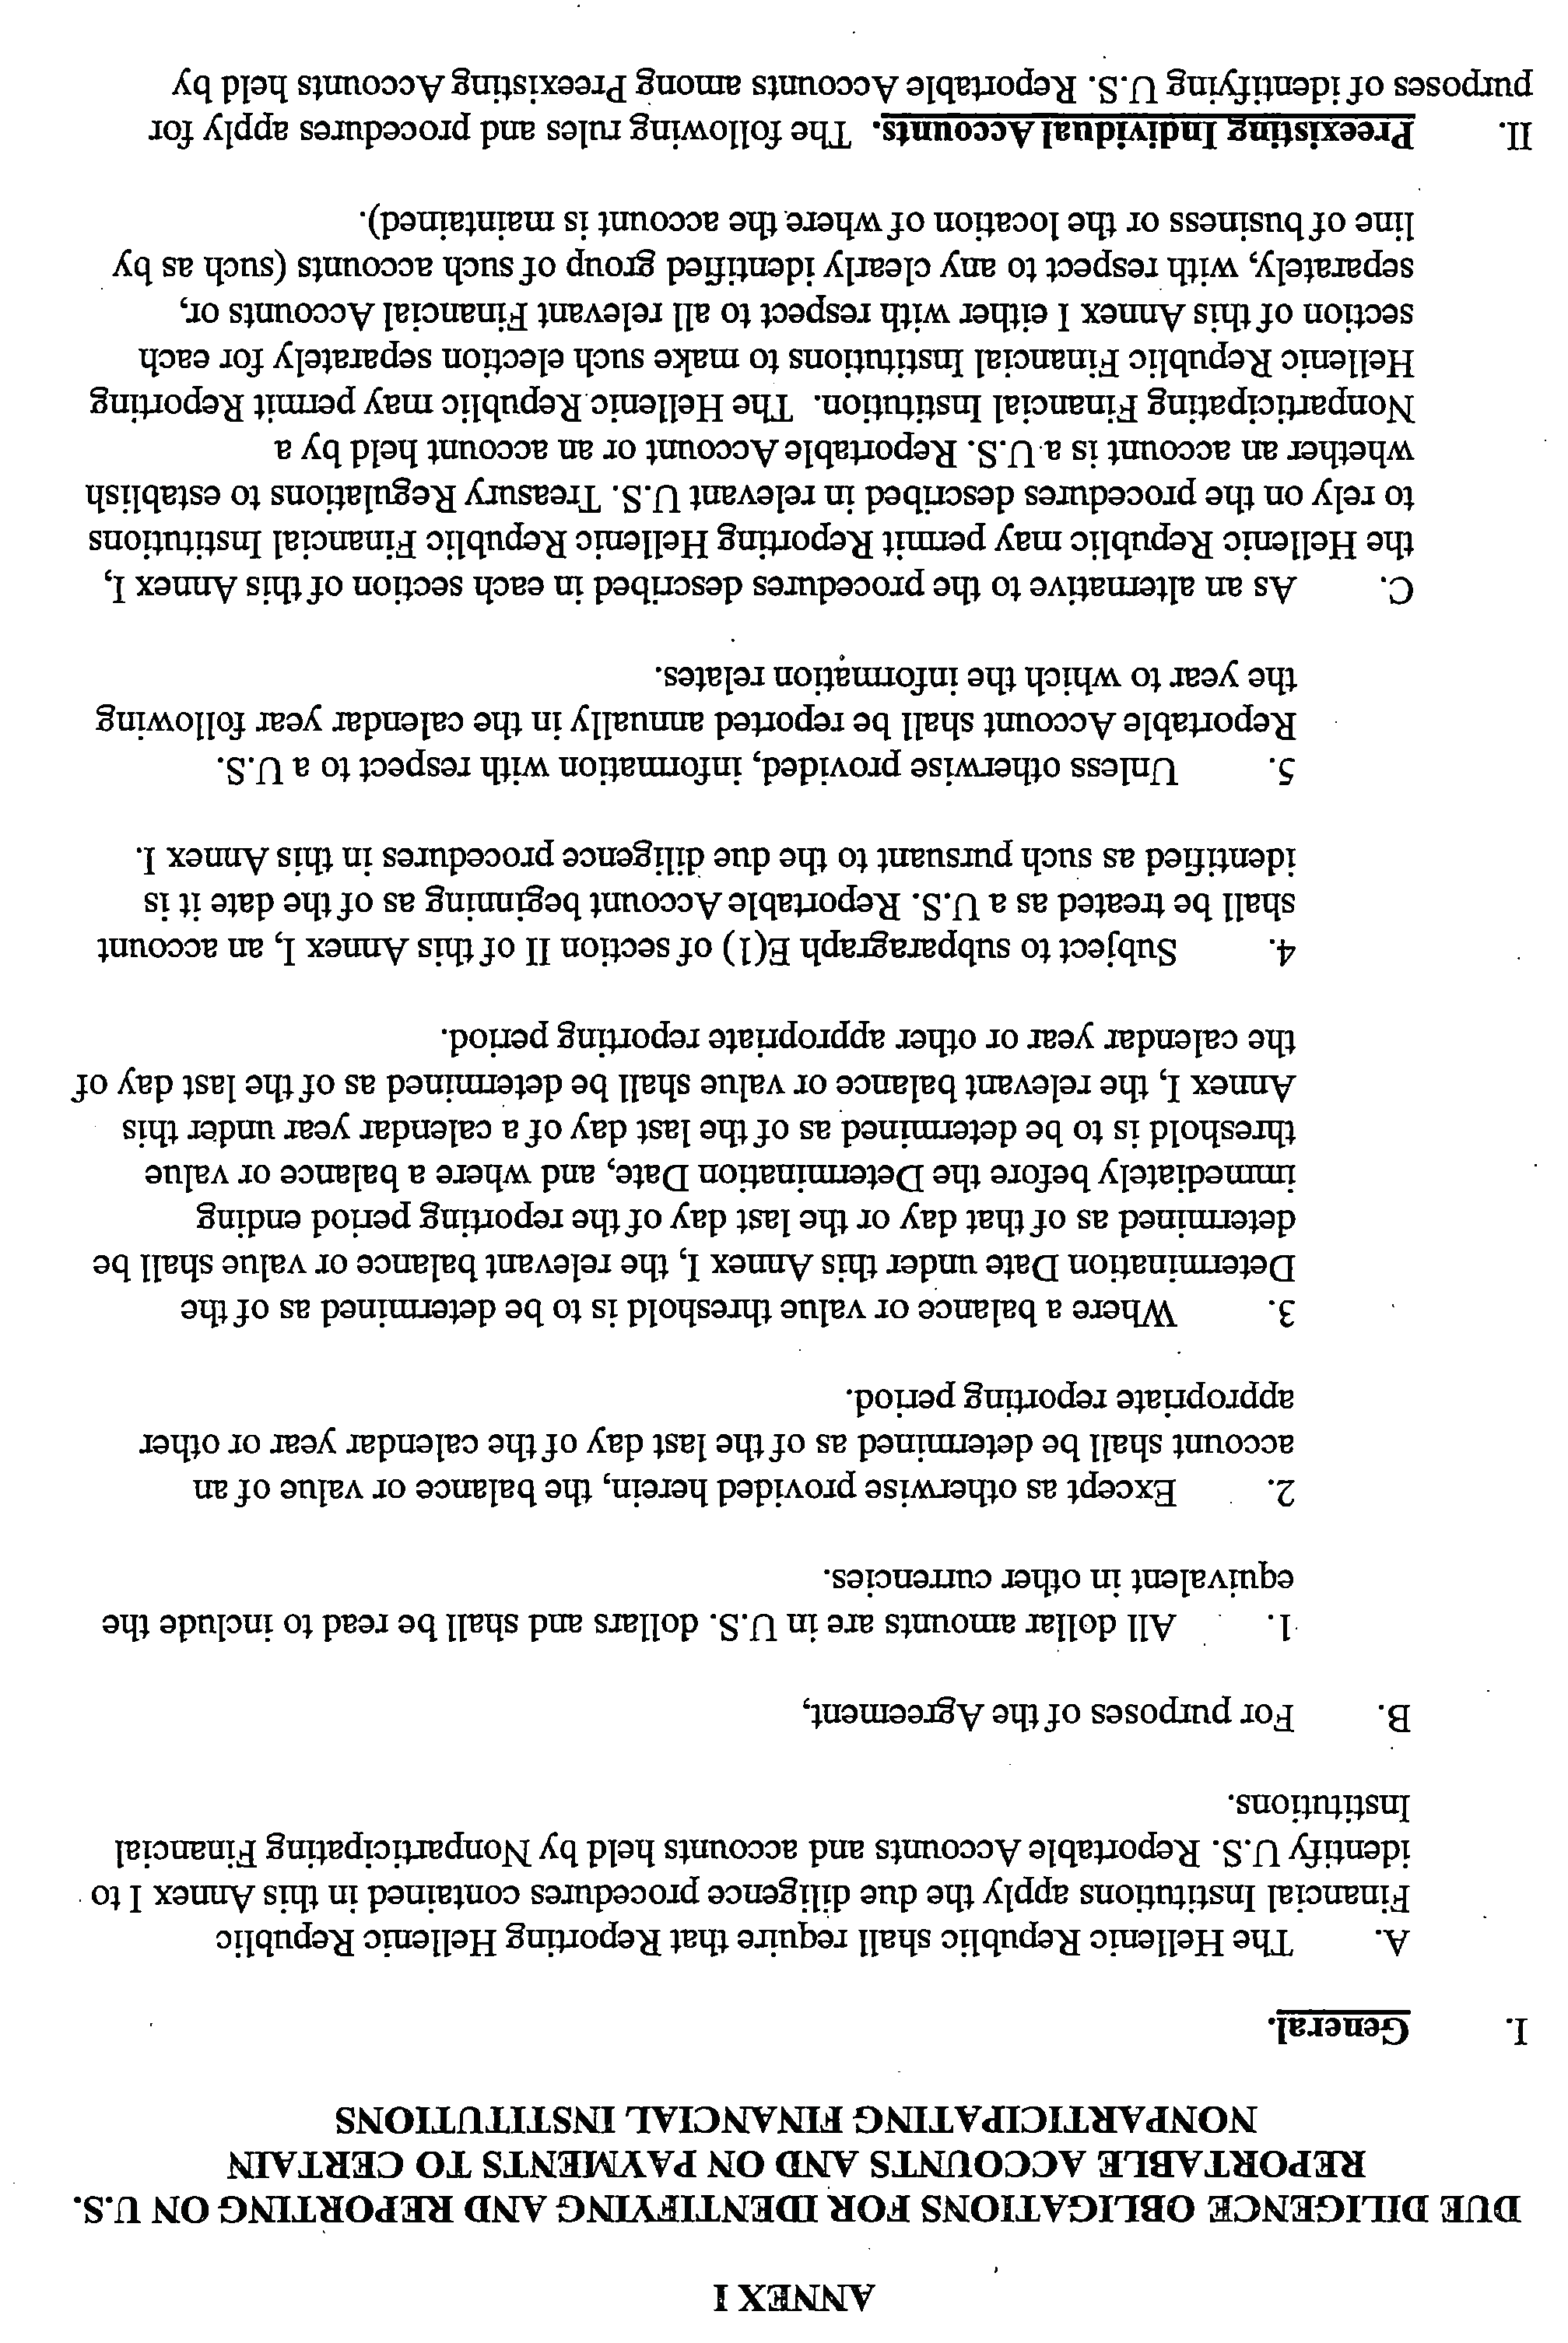 ANNEX I
DUE DILIGENCE OBLIGATIONS FOR IDENTIFYING AND REPORTING ON U.S.
REPORTABLE ACCOUNTS AND ON PAYMENTS TO CERTAIN
NONPARTICIPATING FINANCIAL INSTITUTIONS
I. General.
A. The Hellenic Republic shall require that Reporting Hellenic Republic
Financial Institutions apply the due diligence procedures contained in this Annex I to
identify U.S. Reportable Accounts and accounts held by Nonparticipating Financial
Institutions.
B. For purposes of the Agreement,
1. All dollar amounts are in U.S. dollars and shall be read to include the
equivalent in other currencies.
2. Except as otherwise provided herein, the balance or value of an
account shall be determined as of the last day of the calendar year or other
appropriate reporting period.
3. Where a balance or value threshold is to be determined as of the
Determination Date under this Annex I, the relevant balance or value shall be
determined as of that day or the last day of the reporting period ending
immediately before the Determination Date, and where a balance or value
threshold is to be determined as of the last day of a calendar year under this
Annex I, the relevant balance or value shall be determined as of the last day of
the calendar year or other appropriate reporting period.
4. Subject to subparagraph E(1) of section II of this Annex I, an account
shall be treated as a U.S. Reportable Account beginning as of the date it is
identified as such pursuant to the due diligence procedures in this Annex I.
5. Unless otherwise provided, information with respect to a U.S.
Reportable Account shall be reported annually in the calendar year following
the year to which the information relates.
C. As an alternative to the procedures described in each section of this Annex I,
the Hellenic Republic may permit Reporting Hellenic Republic Financial Institutions
to rely on the procedures described in relevant U.S. Treasury Regulations to establish
whether an account is a U.S. Reportable Account or an account held by a
Nonparticipating Financial Institution. The Hellenic Republic may permit Reporting
Hellenic Republic Financial Institutions to make such election separately for each
section of this Annex I either with respect to all relevant Financial Accounts or,
separately, with respect to any clearly identified group of such accounts (such as by
line of business or the location of where the account is maintained).
II. Preexisting Individual Accounts. The following rules and procedures apply for
purposes of identifying U.S. Reportable Accounts among Preexisting Accounts held by